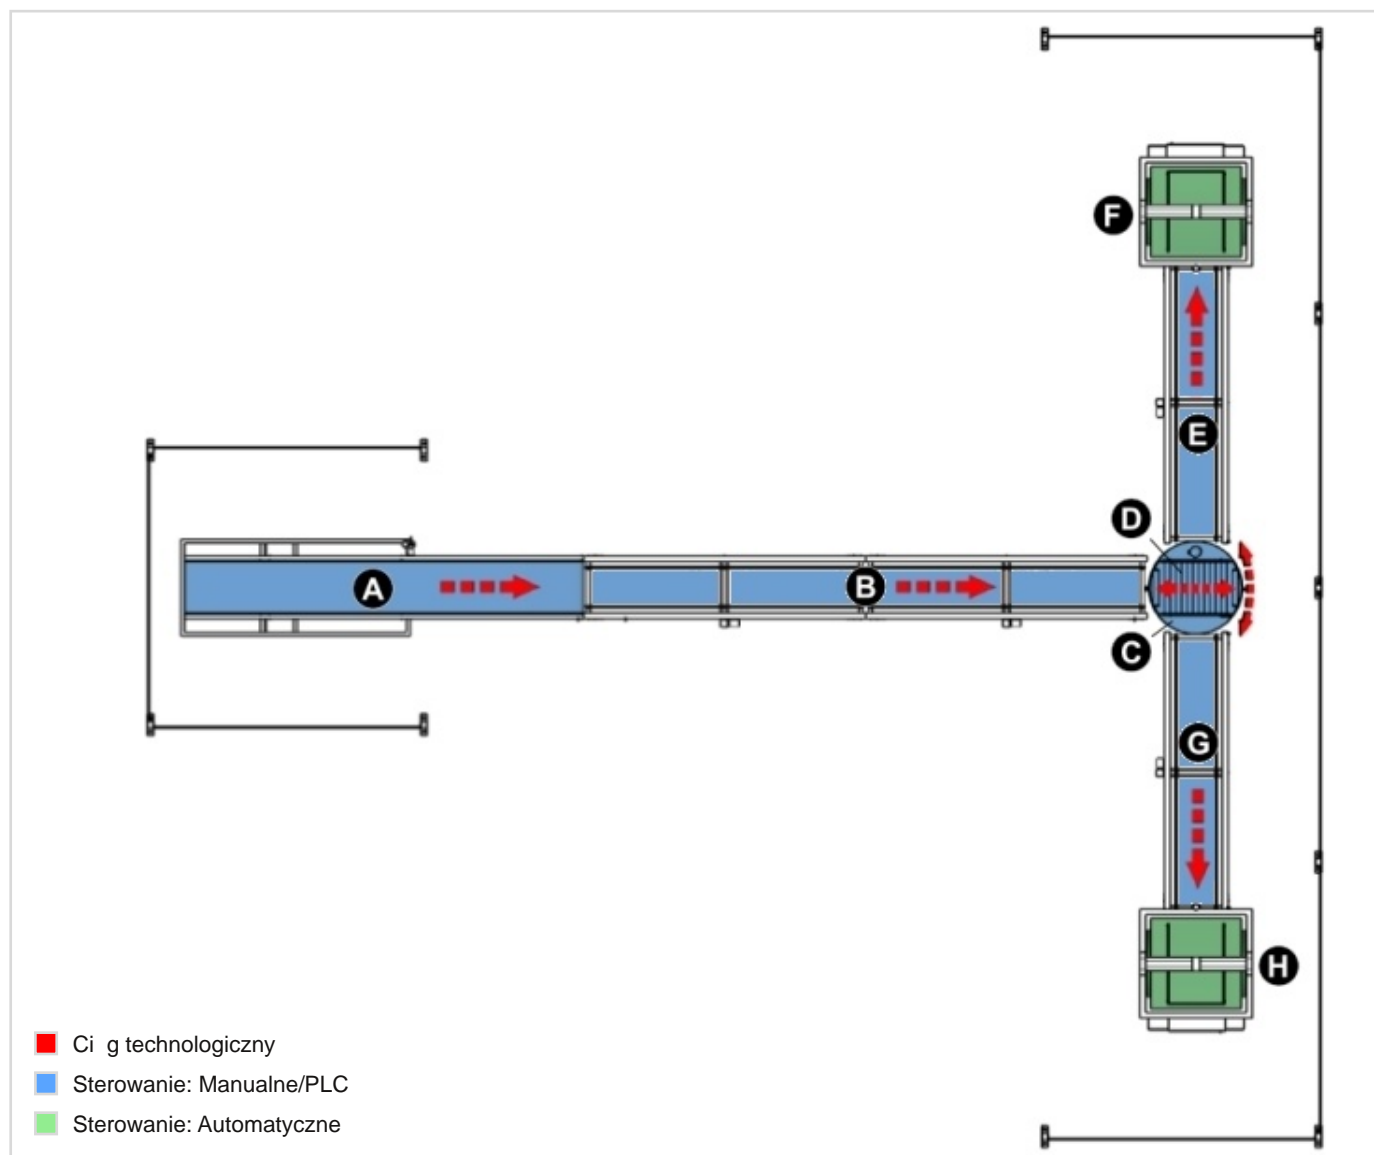 F
E
D
A
B
C
G
H
Ci g technologiczny
Sterowanie: Manualne/PLC
Sterowanie: Automatyczne